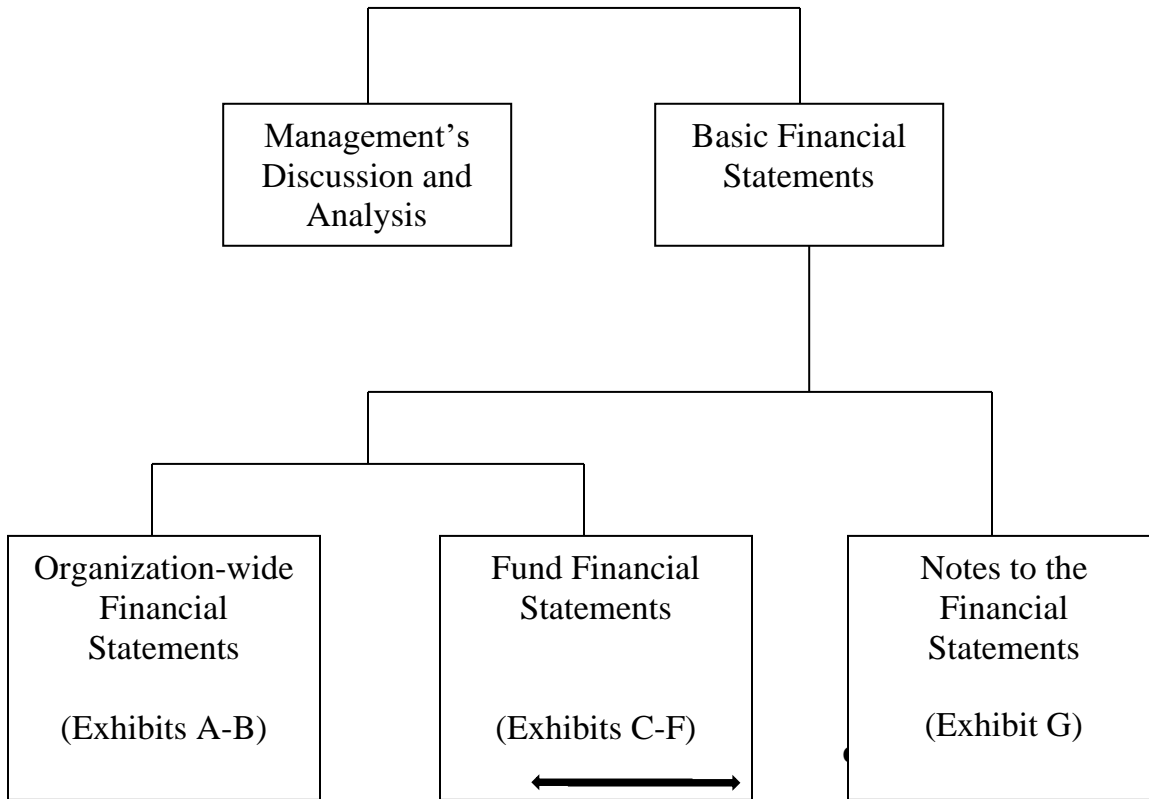 Management’s
Discussion and
Analysis
Basic Financial
Statements
Organization-wide
Financial
Statements
(Exhibits A-B)
Fund Financial
Statements
(Exhibits C-F)
Notes to the
Financial
Statements
(Exhibit G)